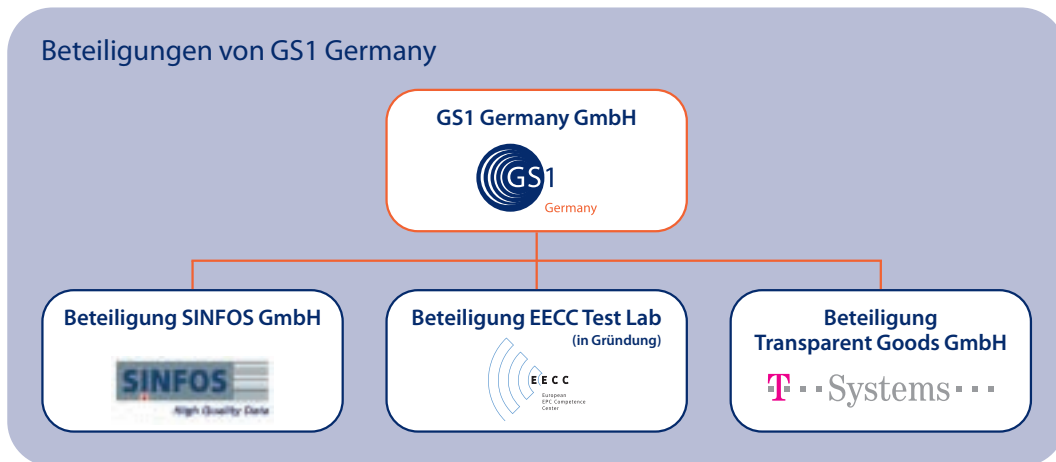 Beteiligungen von GS1 Germany
GS1 Germany GmbH
GS1
Germany
Beteiligung SINFOS GmbH
SINFOS
High Quality Data
Beteiligung EECC Test Lab
(in Gründung)
EECC
European
EPC Competence
Center
Beteiligung
Transparent Goods GmbH
T · · · Systems · · ·